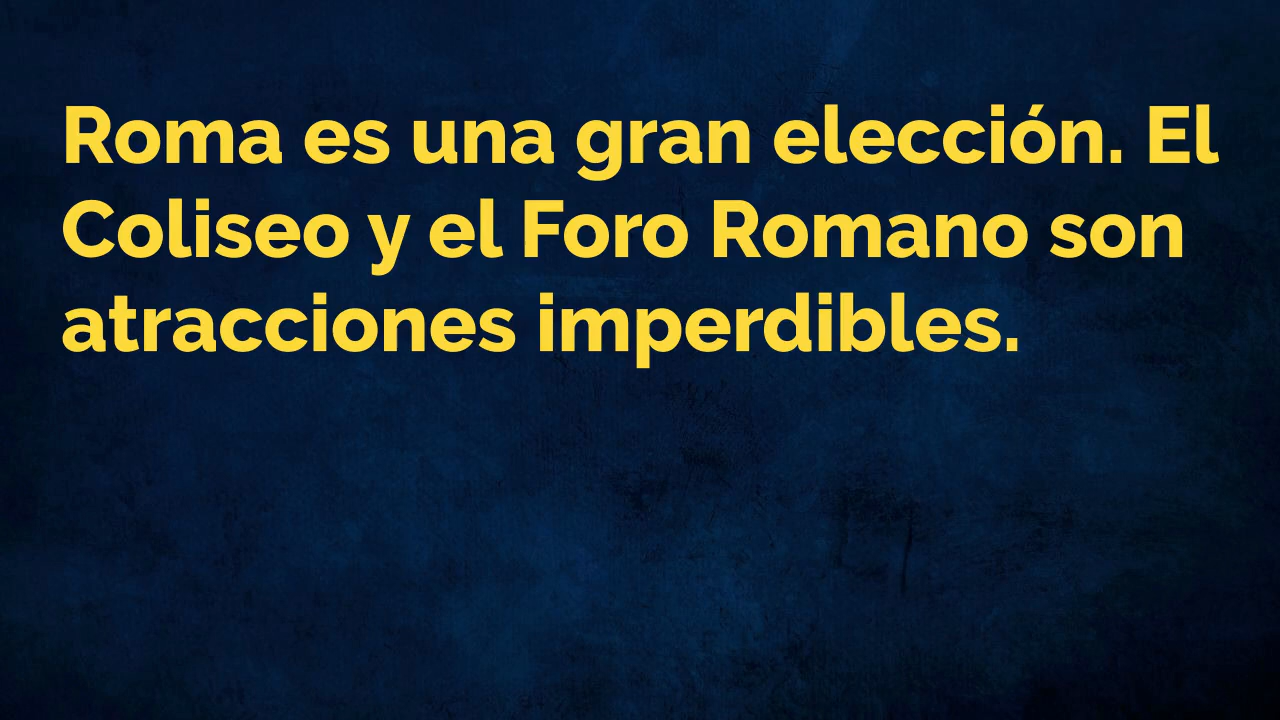 Roma es una gran elección. El
Coliseo y el Foro Romano son
atracciones imperdibles.